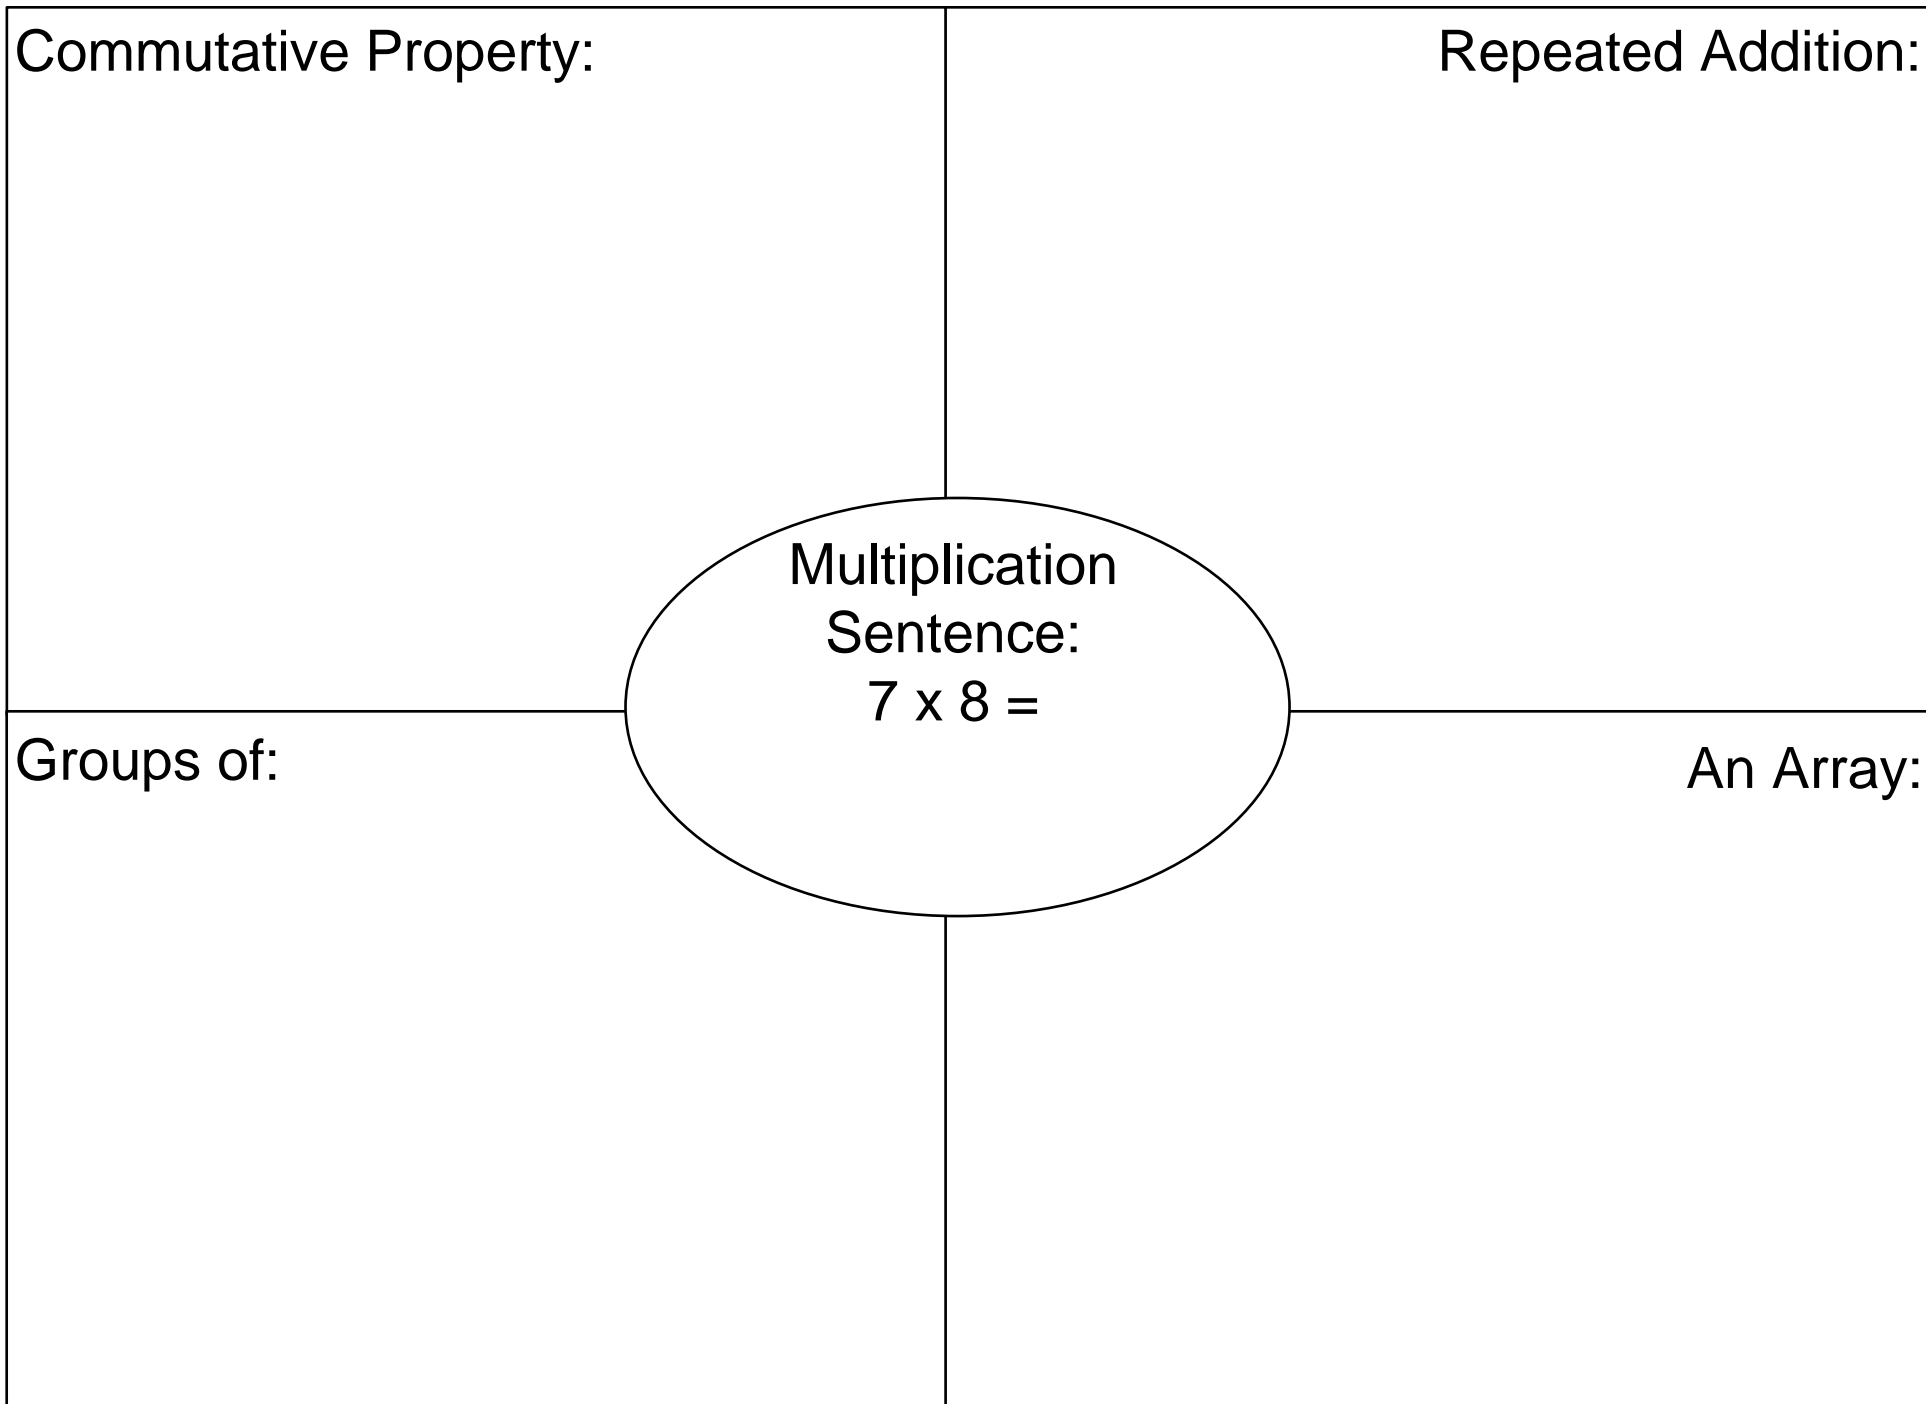 Commutative Property:
Repeated Addition:
Multiplication
Sentence:
7 x 8 =
Groups of:
An Array: